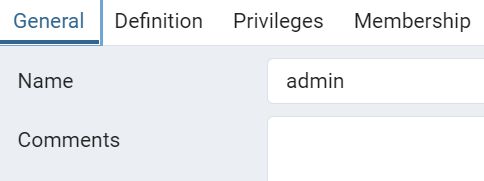 General Definition Privileges Membership
Name admin
Comments